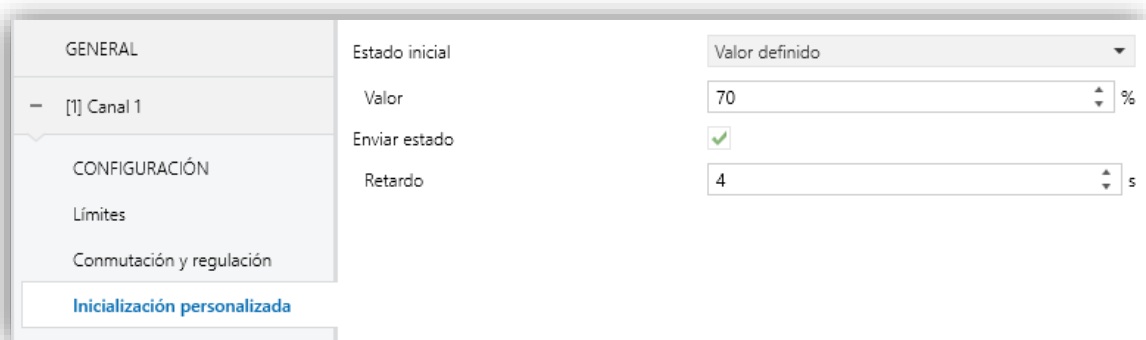 GENERAL
− [1] Canal 1
CONFIGURACIÓN
Límites
Conmutación y regulación
Inicialización personalizada
Estado inicial Valor definido
Valor 70 %
Enviar estado
Retardo 4 s